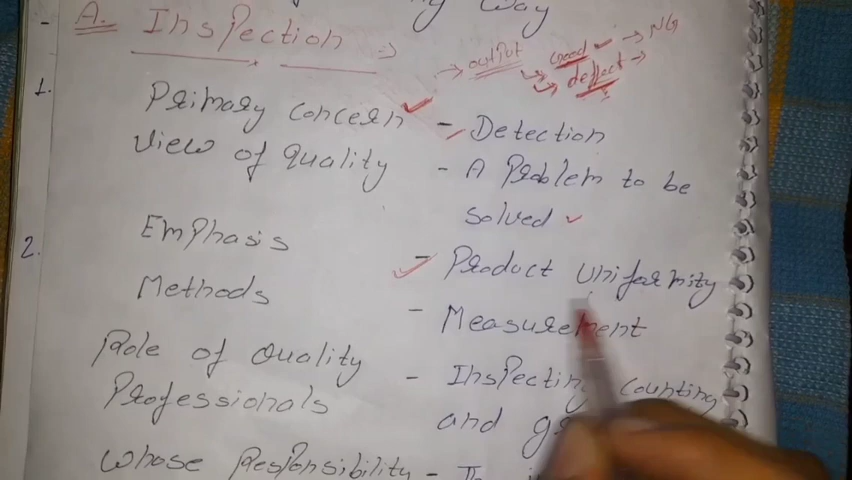 Way
A. Inspection
→ output → Good → NG
defect →
1.
Primary Concern - Detection
View of Quality - A Problem to be
solved
2.
Emphasis - Product Uniformity
Methods - Measurement
Role of Quality - Inspecting, counting
Professionals and
Whose Responsibility -